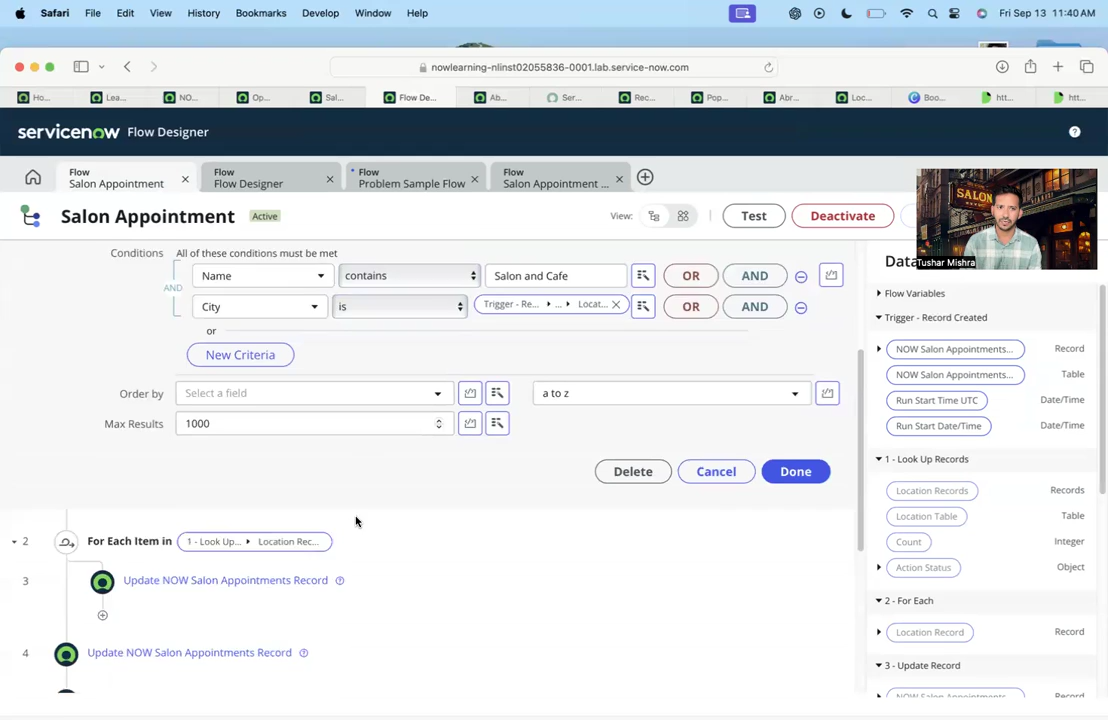 Safari File Edit View History Bookmarks Develop Window Help Fri Sep 13 11:40 AM
nowlearning-nlinst02055836-0001.lab.service-now.com
Ho... Lea... NO... Op... Sal... Flow De... Ab... Ser... Rec... Pop... Abr... Loc... Boo... htt... htt...
servicenow Flow Designer
Flow Flow Flow Flow
Salon Appointment Flow Designer Problem Sample Flow Salon Appointment ...
SALON
Salon Appointment Active View: Test Deactivate
Tushar Mishra
Conditions All of these conditions must be met
Data
Name contains Salon and Cafe OR AND
AND
City is Trigger - Re... ... Locat... OR AND
or
New Criteria
Order by Select a field a to z
Max Results 1000
Delete Cancel Done
2 For Each Item in 1 - Look Up... Location Rec...
3 Update NOW Salon Appointments Record
4 Update NOW Salon Appointments Record
Flow Variables
Trigger - Record Created
NOW Salon Appointments... Record
NOW Salon Appointments... Table
Run Start Time UTC Date/Time
Run Start Date/Time Date/Time
1 - Look Up Records
Location Records Records
Location Table Table
Count Integer
Action Status Object
2 - For Each
Location Record Record
3 - Update Record
NOW Salon Appointments... Record